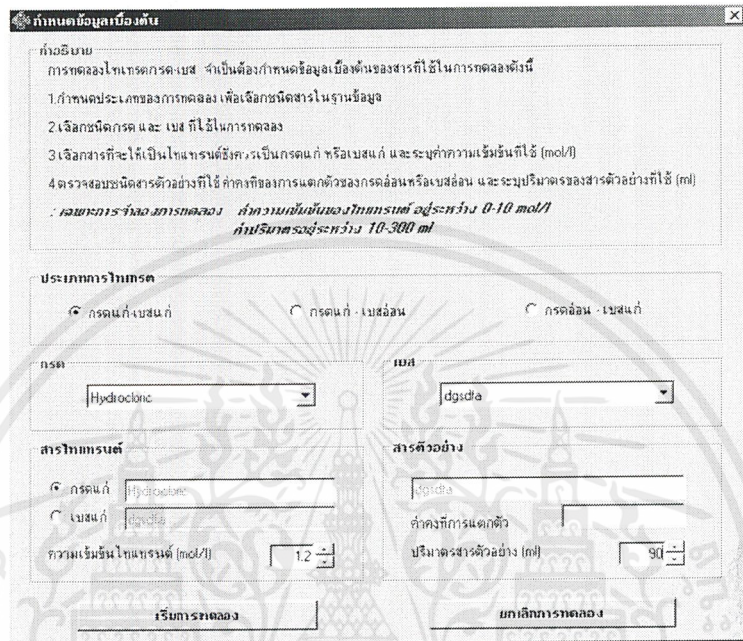 กำหนดข้อมูลเบื้องต้น
คำอธิบาย
การทดลองไทเทรตกรด-เบส จำเป็นต้องกำหนดข้อมูลเบื้องต้นของสารที่ใช้ในการทดลองดังนี้
1.กำหนดประเภทของการทดลอง เพื่อเลือกชนิดสารในฐานข้อมูล
2.เลือกชนิดกรด และ เบส ที่ใช้ในการทดลอง
3.เลือกสารที่จะให้เป็นไทแทรนต์ซึ่งควรเป็นกรดแก่ หรือเบสแก่ และระบุค่าความเข้มข้นที่ใช้ (mol/l)
4.ตรวจสอบชนิดสารตัวอย่างที่ใช้ ค่าคงที่ของการแตกตัวของกรดอ่อนหรือเบสอ่อน และระบุปริมาตรของสารตัวอย่างที่ใช้ (ml)
: เฉพาะการจำลองการทดลอง ค่าความเข้มข้นของไทแทรนต์ อยู่ระหว่าง 0-10 mol/l
ค่าปริมาตรอยู่ระหว่าง 10-300 ml
ประเภทการไทเทรต
กรดแก่-เบสแก่ กรดแก่ - เบสอ่อน กรดอ่อน - เบสแก่
กรด เบส
Hydrocloric dgsdfa
สารไทแทรนต์ สารตัวอย่าง
กรดแก่ Hydrocloric dgsdfa
เบสแก่ dgsdfa ค่าคงที่การแตกตัว
ความเข้มข้นไทแทรนต์ (mol/l) 1.2 ปริมาตรสารตัวอย่าง (ml) 90
เริ่มการทดลอง ยกเลิกการทดลอง